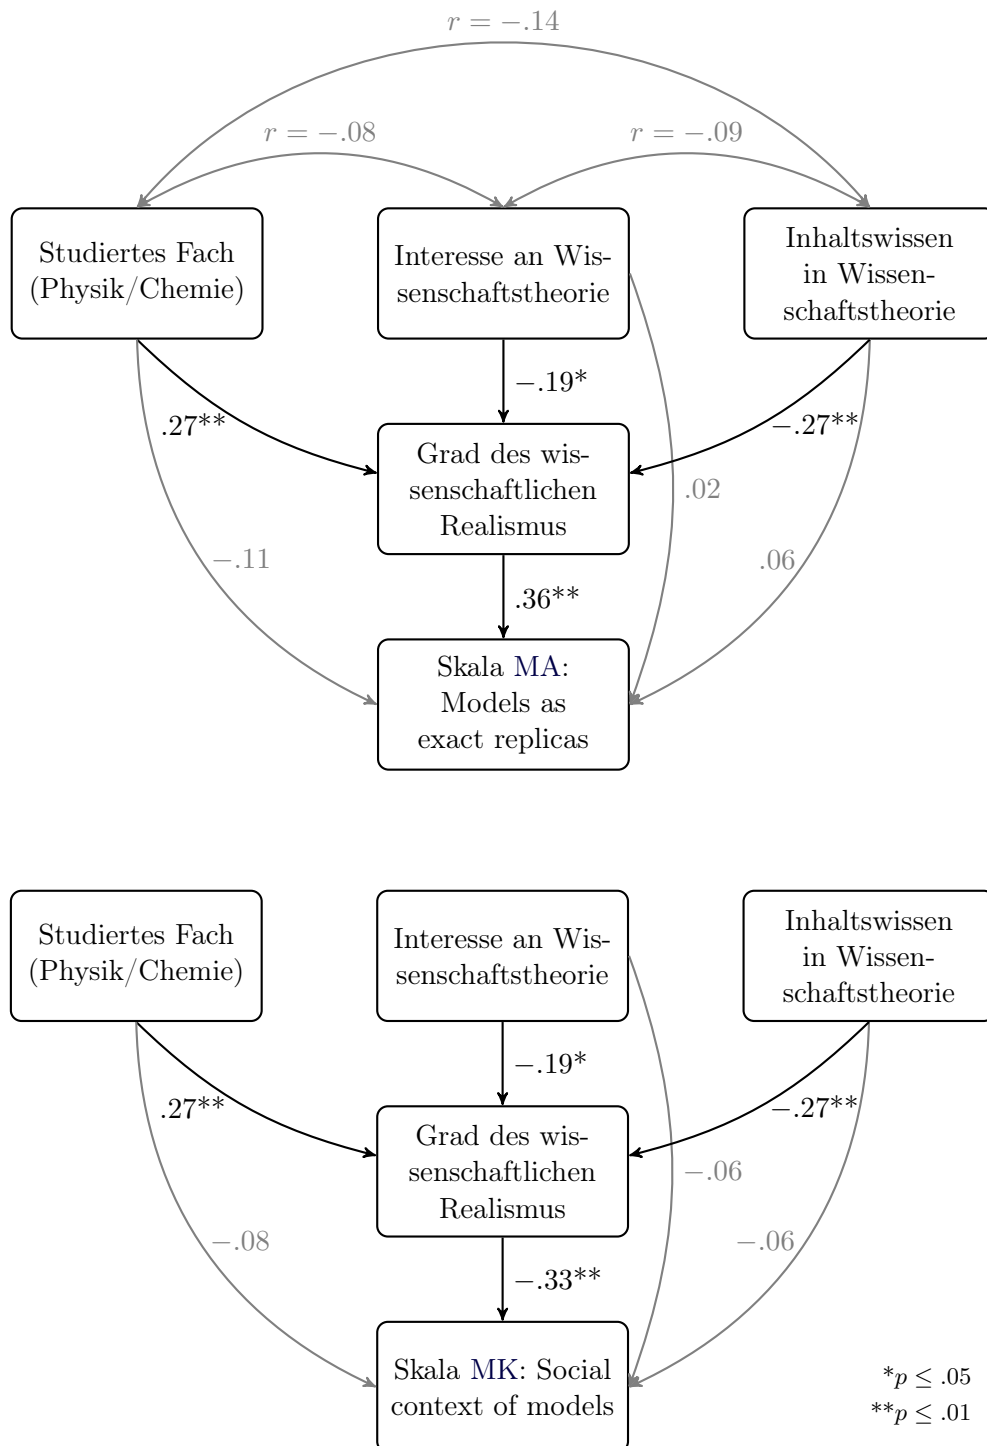 r = −.14
r = −.08
r = −.09
Studiertes Fach
(Physik/Chemie)
Interesse an Wis-
senschaftstheorie
Inhaltswissen
in Wissen-
schaftstheorie
−.19*
.27**
−.27**
Grad des wis-
senschaftlichen
Realismus
.02
−.11
.06
.36**
Skala MA:
Models as
exact replicas
Studiertes Fach
(Physik/Chemie)
Interesse an Wis-
senschaftstheorie
Inhaltswissen
in Wissen-
schaftstheorie
−.19*
.27**
−.27**
Grad des wis-
senschaftlichen
Realismus
−.06
−.08
−.06
−.33**
Skala MK: Social
context of models
*p ≤ .05
**p ≤ .01